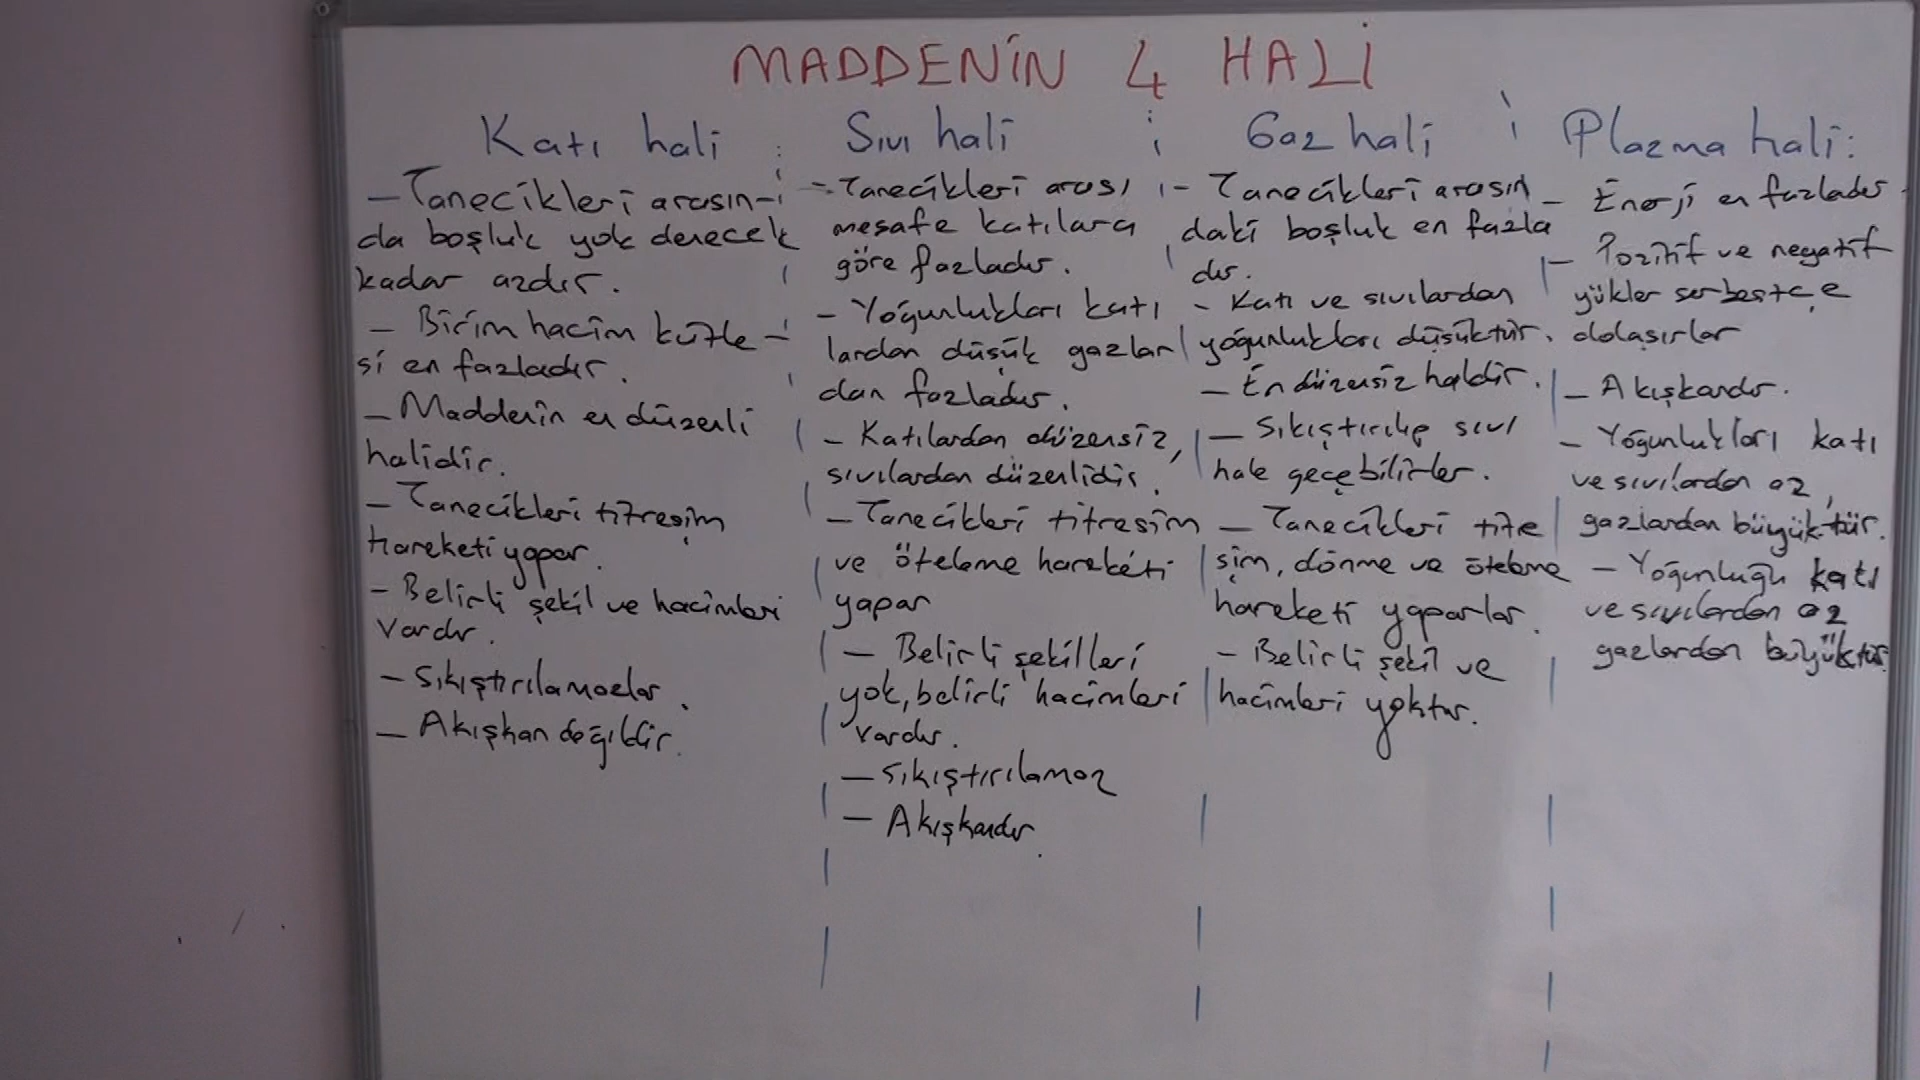 MADDENİN 4 HALİ
Katı hali :
- Tanecikleri arasın-
da boşluk yok denecek
kadar azdır.
- Birim hacim kütle-
si en fazladır.
- Maddenin en düzenli
halidir.
- Tanecikleri titreşim
hareketi yapar.
- Belirli şekil ve hacimleri
vardır.
- Sıkıştırılamazlar.
- Akışkan değildir.
Sıvı hali :
- Tanecikleri arası
mesafe katılara
göre fazladır.
- Yoğunlukları katı
lardan düşük gazlar
dan fazladır.
- Katılardan düzensiz,
sıvılardan düzenlidir.
- Tanecikleri titreşim
ve öteleme hareketi
yapar
- Belirli şekilleri
yok, belirli hacimleri
vardır.
- Sıkıştırılamaz
- Akışkandır.
Gaz hali
- Tanecikleri arasın
daki boşluk en fazla
dır.
- Katı ve sıvılardan
yoğunlukları düşüktür.
- En düzensiz haldir.
- Sıkıştırılıp sıvı
hale geçebilirler.
- Tanecikleri titre
şim, dönme ve öteleme
hareketi yaparlar.
- Belirli şekil ve
hacimleri yoktur.
Plazma hali:
- Enerji en fazladır
- Pozitif ve negatif
yükler serbestçe
dolaşırlar
- Akışkandır.
- Yoğunlukları katı
ve sıvılardan az,
gazlardan büyüktür.
- Yoğunluğu katı
ve sıvılardan az
gazlardan büyüktür.